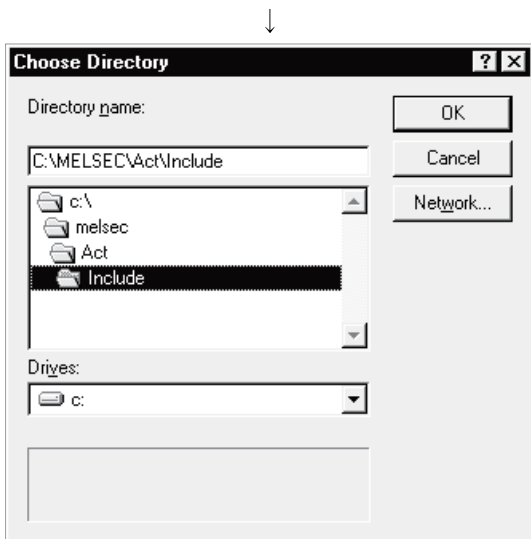 ↓
Choose Directory
Directory name:
OK
C:\MELSEC\Act\Include
Cancel
c:\
Network...
melsec
Act
Include
Drives:
c: